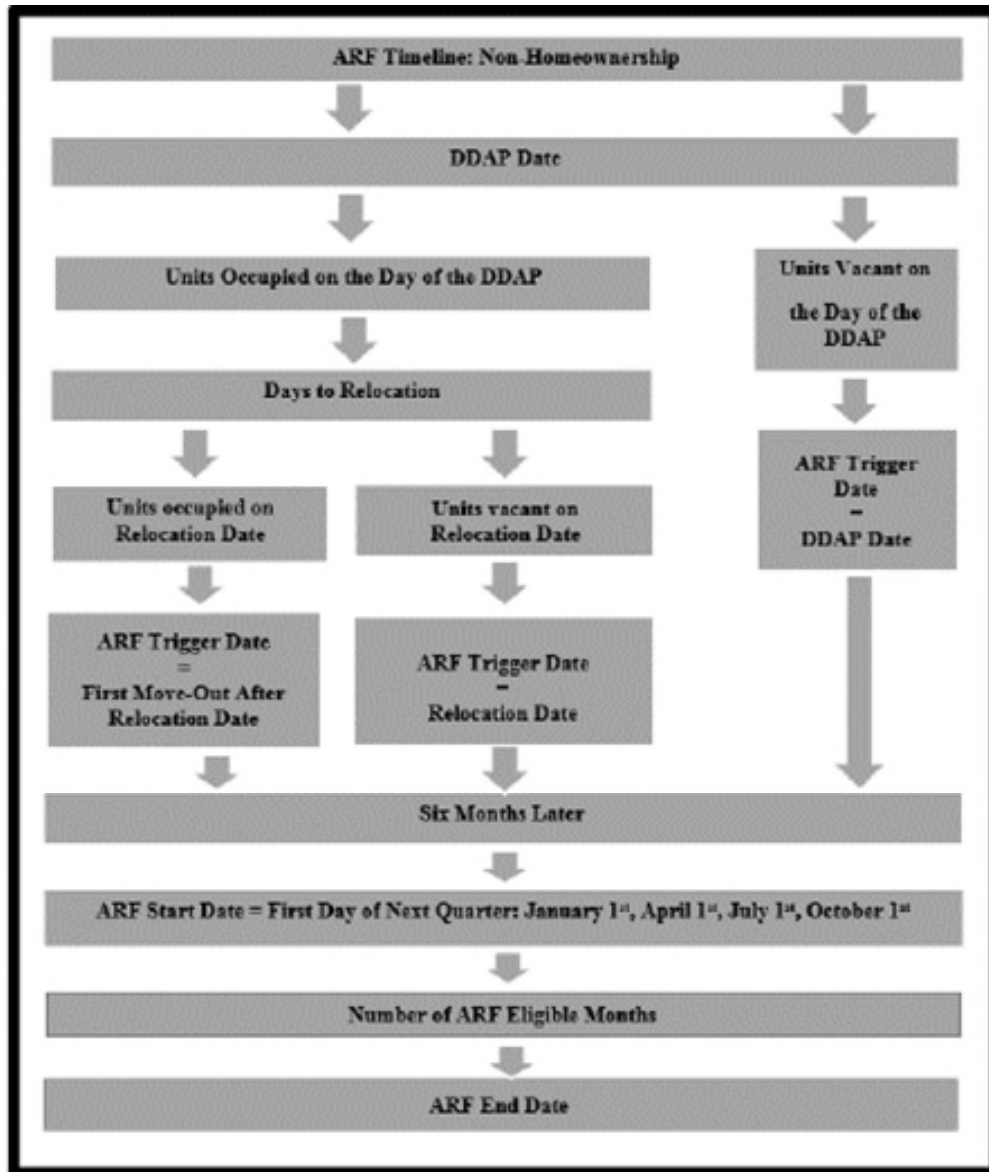 ARF Timeline: Non-Homeownership
DDAP Date
Units Occupied on the Day of the DDAP
Units Vacant on
the Day of the
DDAP
Days to Relocation
Units occupied on
Relocation Date
Units vacant on
Relocation Date
ARF Trigger
Date
=
DDAP Date
ARF Trigger Date
=
First Move-Out After
Relocation Date
ARF Trigger Date
=
Relocation Date
Six Months Later
ARF Start Date = First Day of Next Quarter: January 1st, April 1st, July 1st, October 1st
Number of ARF Eligible Months
ARF End Date